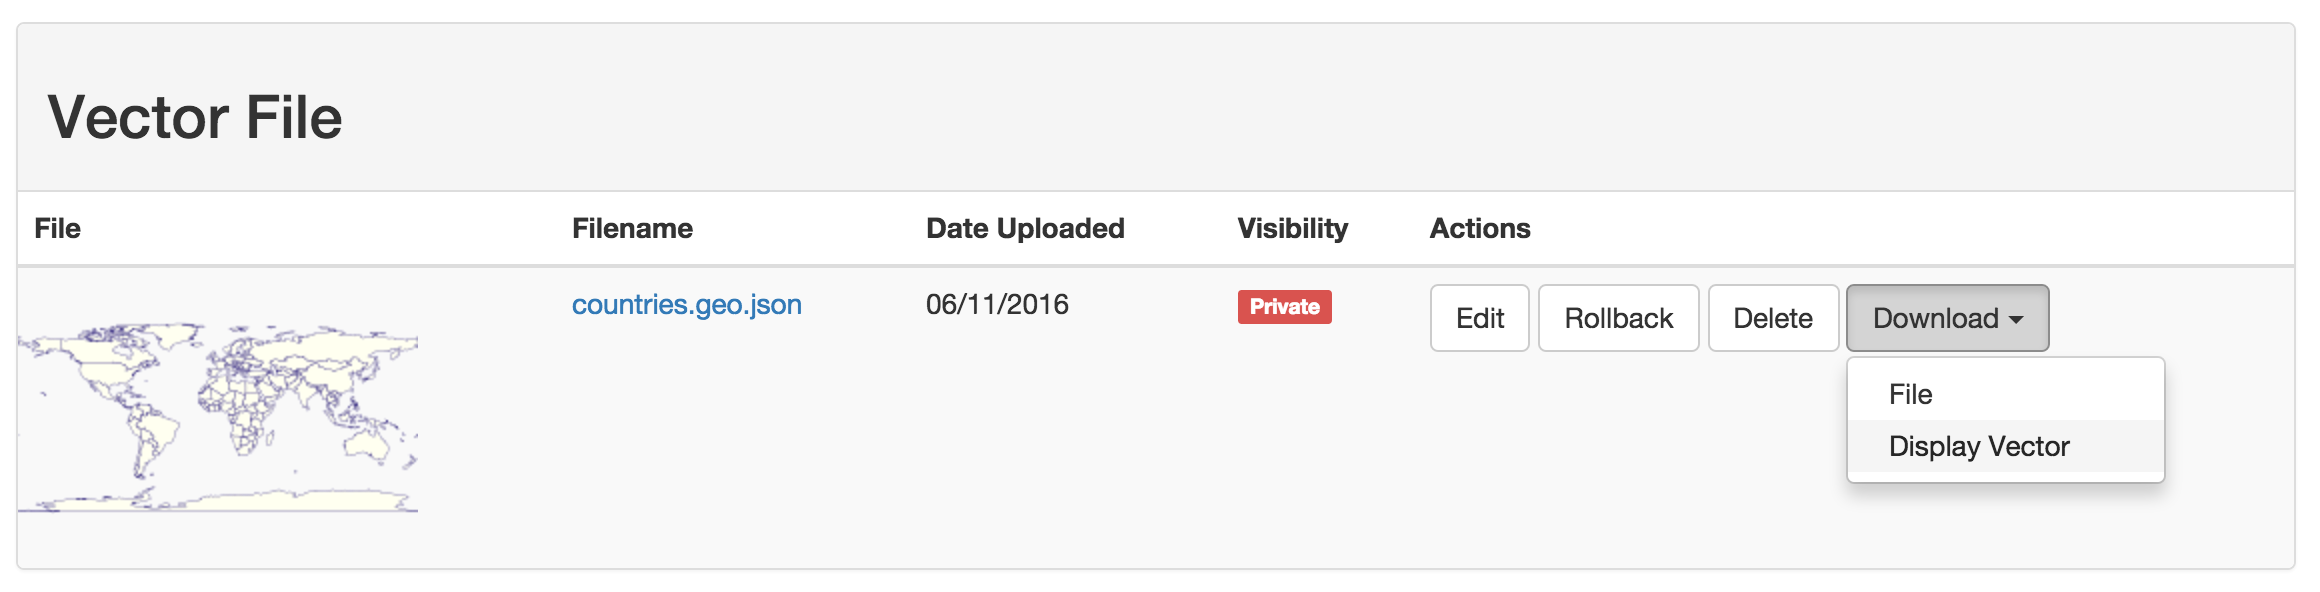 Vector File
File Filename Date Uploaded Visibility Actions
countries.geo.json 06/11/2016 Private Edit Rollback Delete Download
File
Display Vector